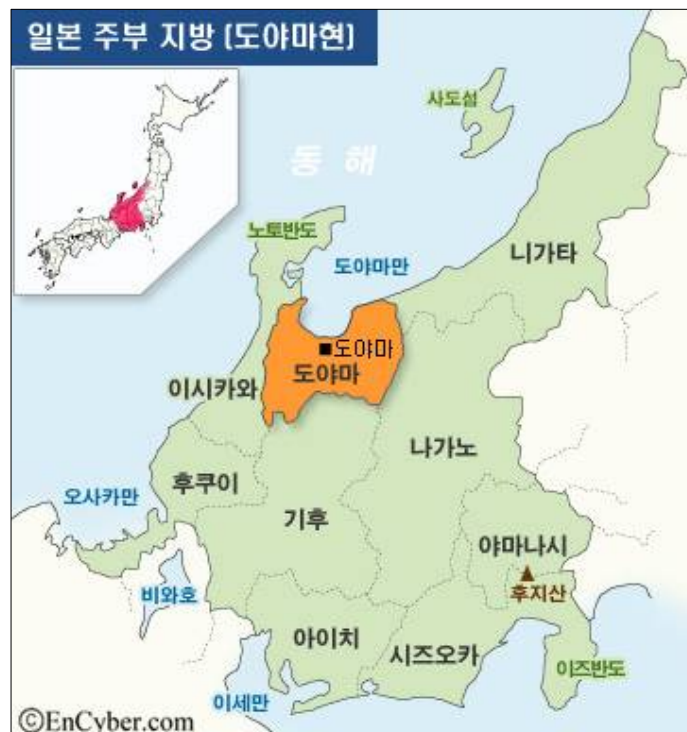 일본 주부 지방 [도야마현]
사도섬
동 해
노토반도
니가타
도야마만
도야마
도야마
이시카와
나가노
후쿠이
오사카만
기후
야마나시
비와호
후지산
아이치
시즈오카
이즈반도
이세만
©EnCyber.com